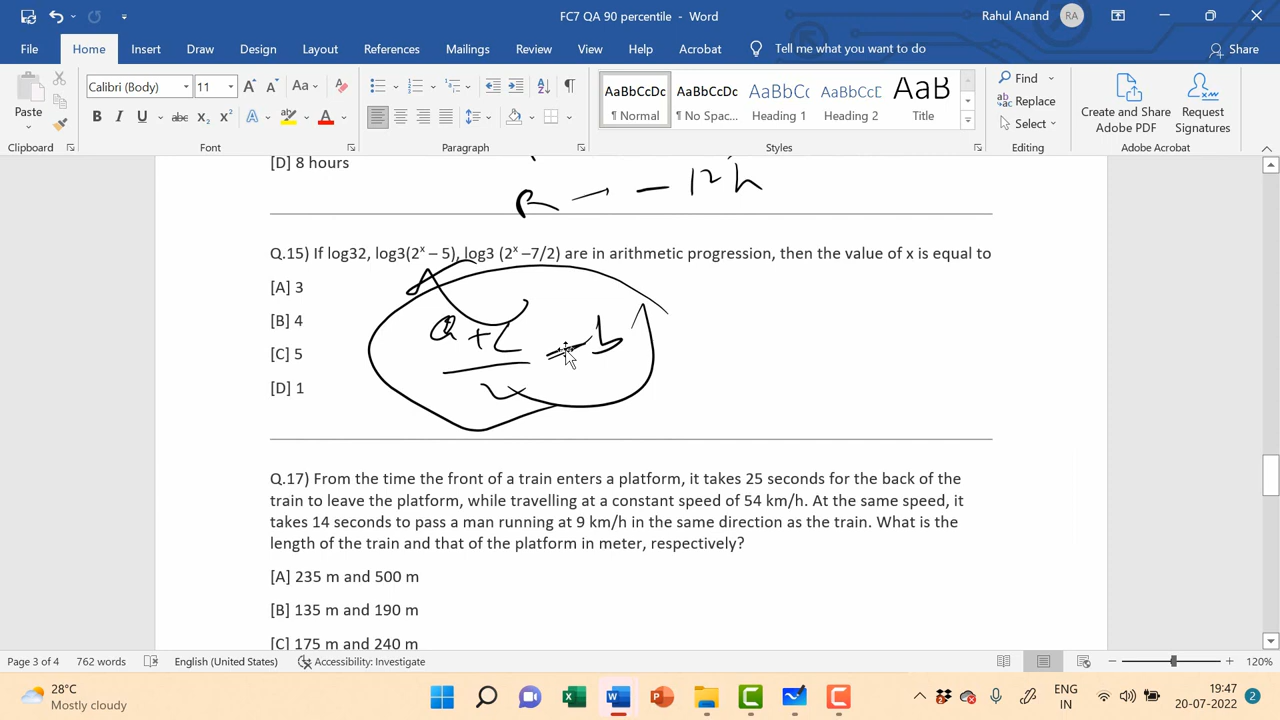 FC7 QA 90 percentile - Word
Rahul Anand
RA
File Home Insert Draw Design Layout References Mailings Review View Help Acrobat Tell me what you want to do Share
Paste
Clipboard
Calibri (Body) 11
Font
Paragraph
AaBbCcDc AaBbCcDc AaBbCc AaBbCcE AaB
¶ Normal ¶ No Spac... Heading Heading 2 Title
Styles
Find
Replace
Select
Editing
Create and Share Adobe PDF
Request Signatures
Adobe Acrobat
[D] 8 hours
R → - 12 h
Q.15) If log32, log3(2ˣ – 5), log3 (2ˣ –7/2) are in arithmetic progression, then the value of x is equal to
[A] 3
[B] 4
[C] 5
[D] 1
a + c = b
2
Q.17) From the time the front of a train enters a platform, it takes 25 seconds for the back of the
train to leave the platform, while travelling at a constant speed of 54 km/h. At the same speed, it
takes 14 seconds to pass a man running at 9 km/h in the same direction as the train. What is the
length of the train and that of the platform in meter, respectively?
[A] 235 m and 500 m
[B] 135 m and 190 m
[C] 175 m and 240 m
Page 3 of 4 762 words English (United States) Accessibility: Investigate 120%
28°C
Mostly cloudy
ENG
IN
19:47
20-07-2022
2